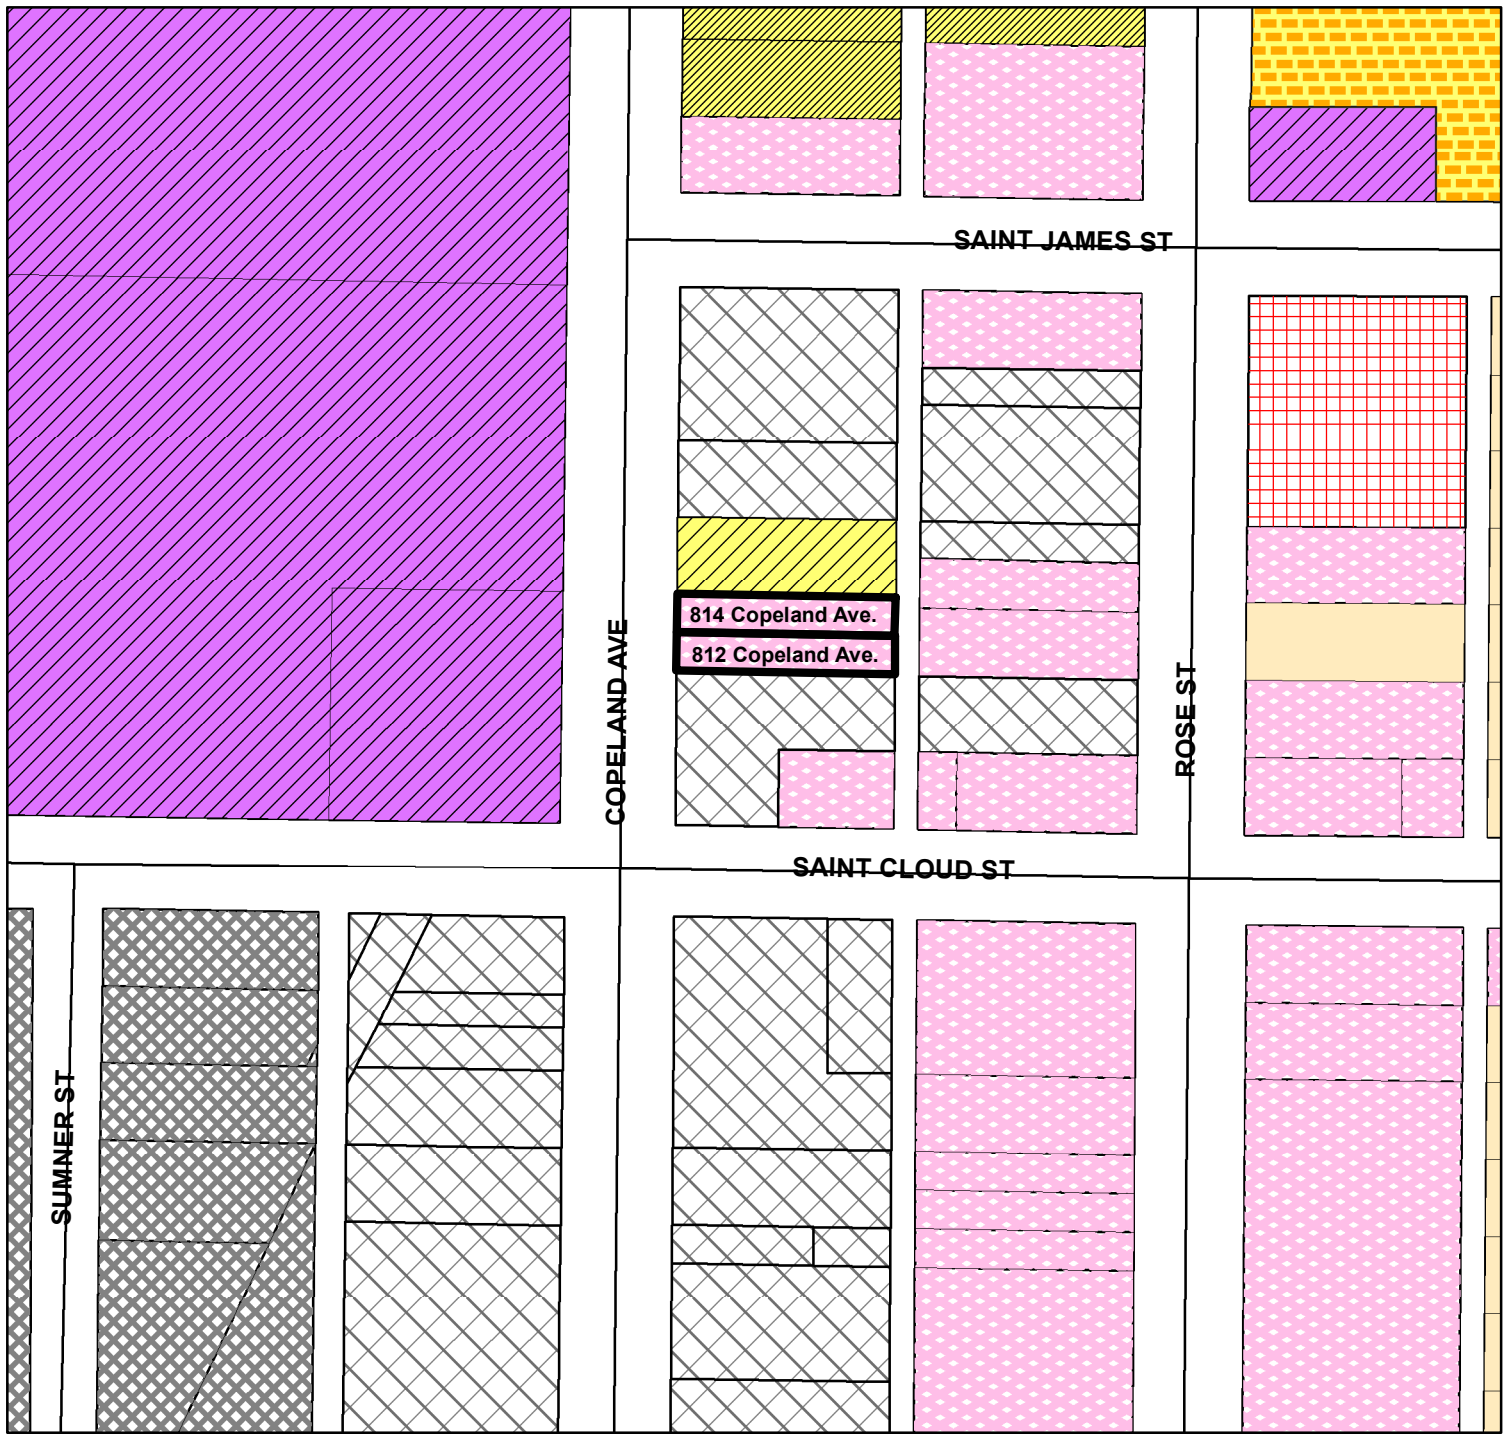 SAINT JAMES ST
814 Copeland Ave.
812 Copeland Ave.
COPELAND AVE
ROSE ST
SAINT CLOUD ST
SUMNER ST